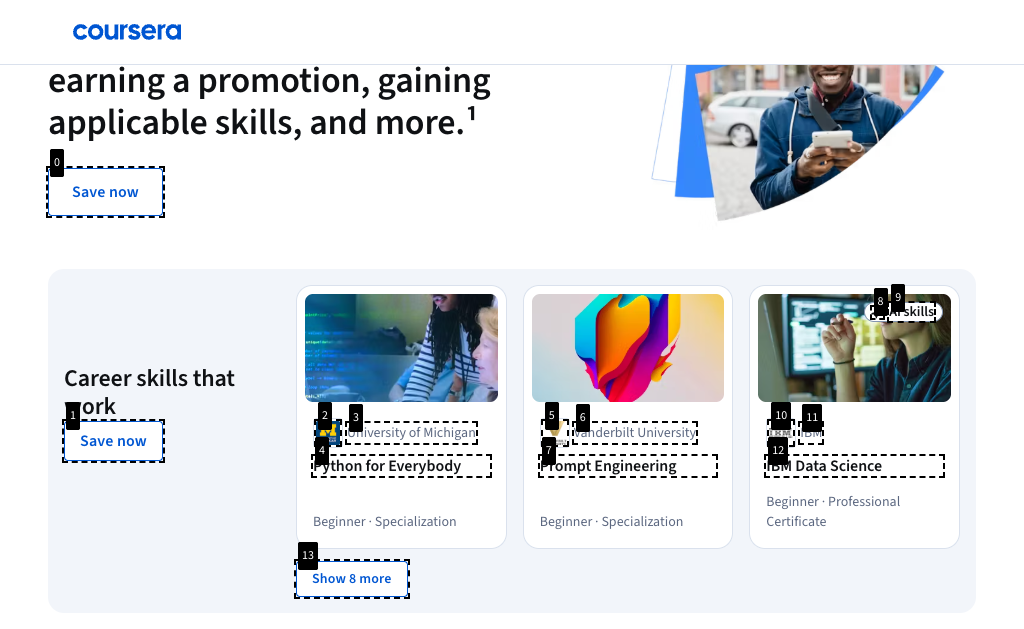 coursera
earning a promotion, gaining
applicable skills, and more.¹
0
Save now
8
9
AI skills
Career skills that
work
1
Save now
2
3
University of Michigan
4
Python for Everybody
Beginner · Specialization
5
6
Vanderbilt University
7
Prompt Engineering
Beginner · Specialization
10
11
IBM
IBM
12
IBM Data Science
Beginner · Professional
Certificate
13
Show 8 more